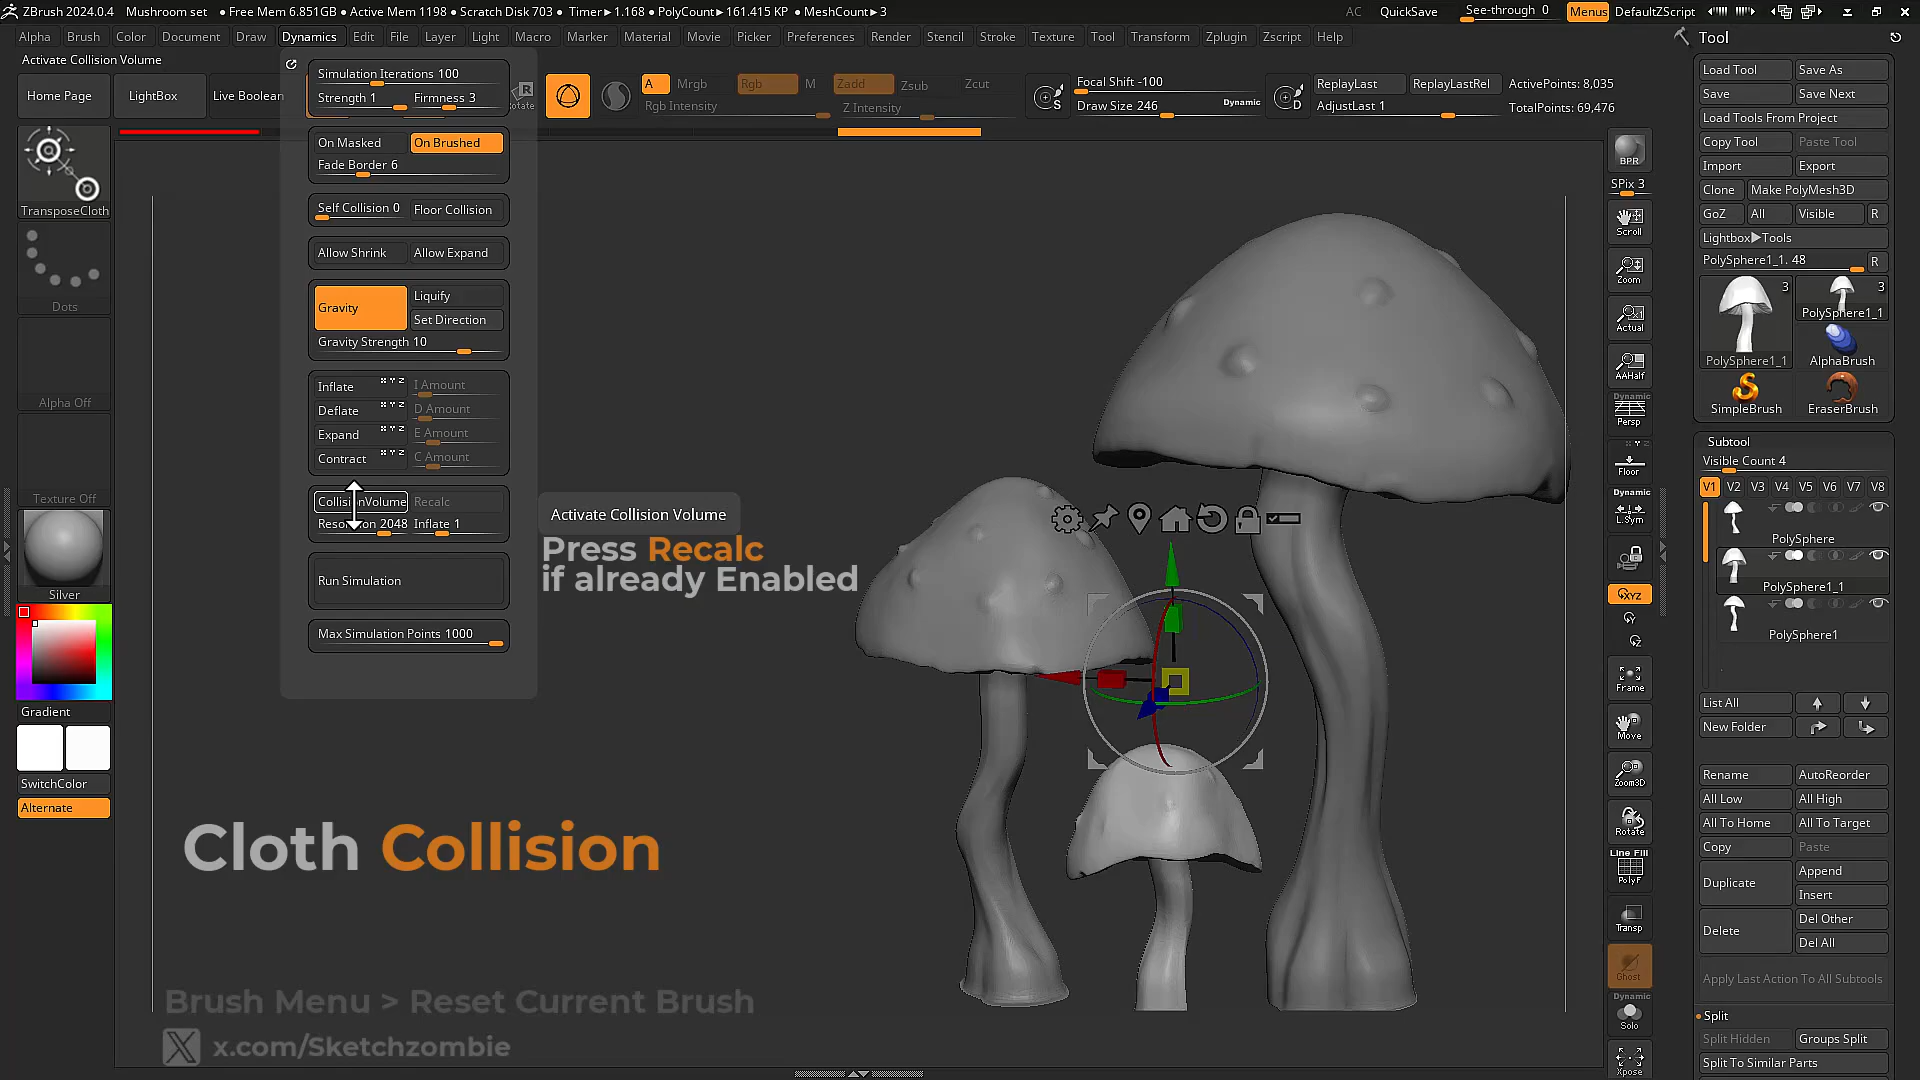 ZBrush 2024.0.4 Mushroom set ● Free Mem 6.851GB ● Active Mem 1198 ● Scratch Disk 703 ● Timer►1.168 ● PolyCount►161.415 KP ● MeshCount►3 AC QuickSave See-through 0 Menus DefaultZScript
Alpha Brush Color Document Draw Dynamics Edit File Layer Light Macro Marker Material Movie Picker Preferences Render Stencil Stroke Texture Tool Transform Zplugin Zscript Help
Activate Collision Volume
Home Page LightBox Live Boolean
Simulation Iterations 100
Strength 1 Firmness 3
On Masked On Brushed
Fade Border 6
Self Collision 0 Floor Collision
Allow Shrink Allow Expand
Gravity Liquify
Set Direction
Gravity Strength 10
Inflate I Amount
Deflate D Amount
Expand E Amount
Contract C Amount
CollisionVolume Recalc
Inflate 1
Run Simulation
Max Simulation Points 1000
R
A Mrgb Rgb M Zadd Zsub Zcut
Rgb Intensity Z Intensity
S Focal Shift -100
Draw Size 246 Dynamic
D ReplayLast ReplayLastRel ActivePoints: 8,035
AdjustLast 1 TotalPoints: 69,476
TransposeCloth
Dots
Alpha Off
Texture Off
Silver
Gradient
SwitchColor
Alternate
Activate Collision Volume
Press Recalc
if already Enabled
Cloth Collision
Brush Menu > Reset Current Brush
x.com/Sketchzombie
BPR
SPix 3
Scroll
Zoom
Actual
AAHalf
Dynamic
Persp
Floor
Dynamic
L.Sym
XYZ
Y
Z
Frame
Move
Zoom3D
Rotate
Line Fill
PolyF
Transp
Ghost
Dynamic
Solo
Xpose
Tool
Load Tool Save As
Save Save Next
Load Tools From Project
Copy Tool Paste Tool
Import Export
Clone Make PolyMesh3D
GoZ All Visible R
Lightbox►Tools
PolySphere1_1. 48 R
3 3
PolySphere1_1
PolySphere1_1 AlphaBrush
SimpleBrush EraserBrush
Subtool
Visible Count 4
V1 V2 V3 V4 V5 V6 V7 V8
PolySphere
PolySphere1_1
PolySphere1
List All
New Folder
Rename AutoReorder
All Low All High
All To Home All To Target
Copy Paste
Duplicate Append
Insert
Delete Del Other
Del All
Apply Last Action To All Subtools
Split
Split Hidden Groups Split
Split To Similar Parts